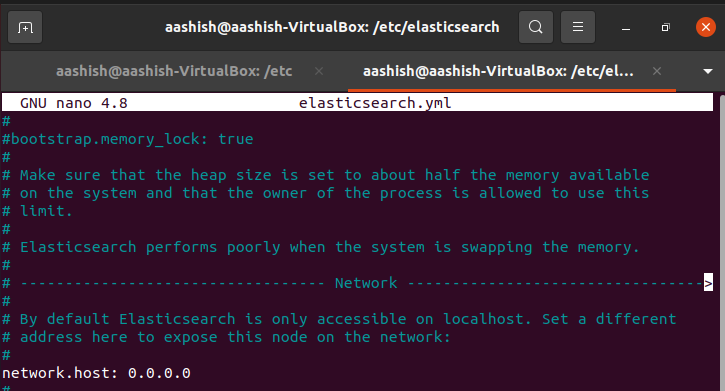 aashish@aashish-VirtualBox: /etc/elasticsearch
aashish@aashish-VirtualBox: /etc
aashish@aashish-VirtualBox: /etc/el...
GNU nano 4.8 elasticsearch.yml
#
#bootstrap.memory_lock: true
#
# Make sure that the heap size is set to about half the memory available
# on the system and that the owner of the process is allowed to use this
# limit.
#
# Elasticsearch performs poorly when the system is swapping the memory.
#
# ---------------------------------- Network --------------------------------->
#
# By default Elasticsearch is only accessible on localhost. Set a different
# address here to expose this node on the network:
#
network.host: 0.0.0.0
#